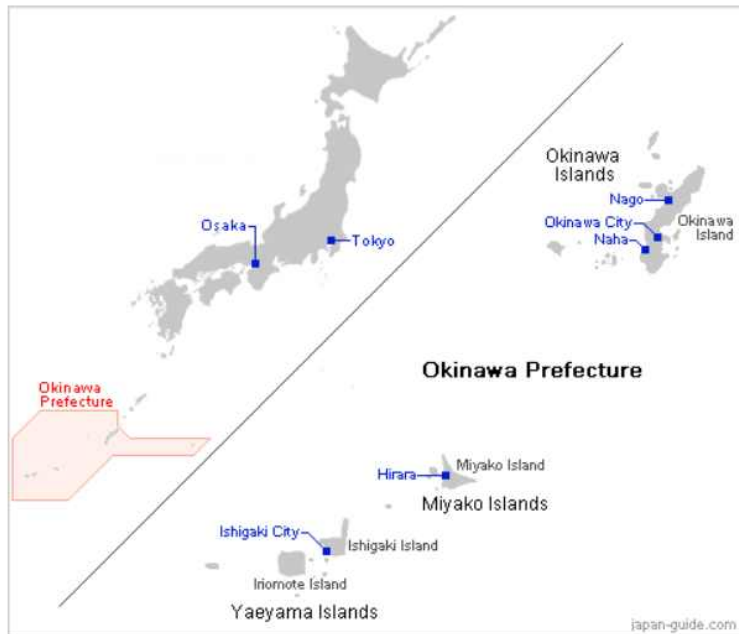 Osaka
Tokyo
Okinawa
Prefecture
Okinawa
Islands
Nago
Okinawa City
Okinawa
Island
Naha
Okinawa Prefecture
Miyako Island
Hirara
Miyako Islands
Ishigaki City
Ishigaki Island
Iriomote Island
Yaeyama Islands
japan-guide.com